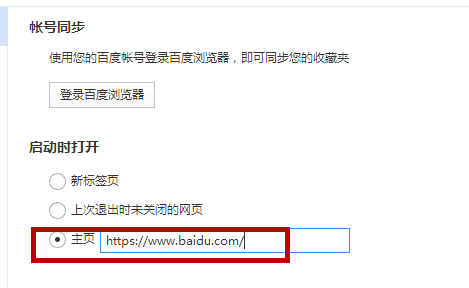 帐号同步
使用您的百度帐号登录百度浏览器，即可同步您的收藏夹
登录百度浏览器
启动时打开
新标签页
上次退出时未关闭的网页
主页 https://www.baidu.com/